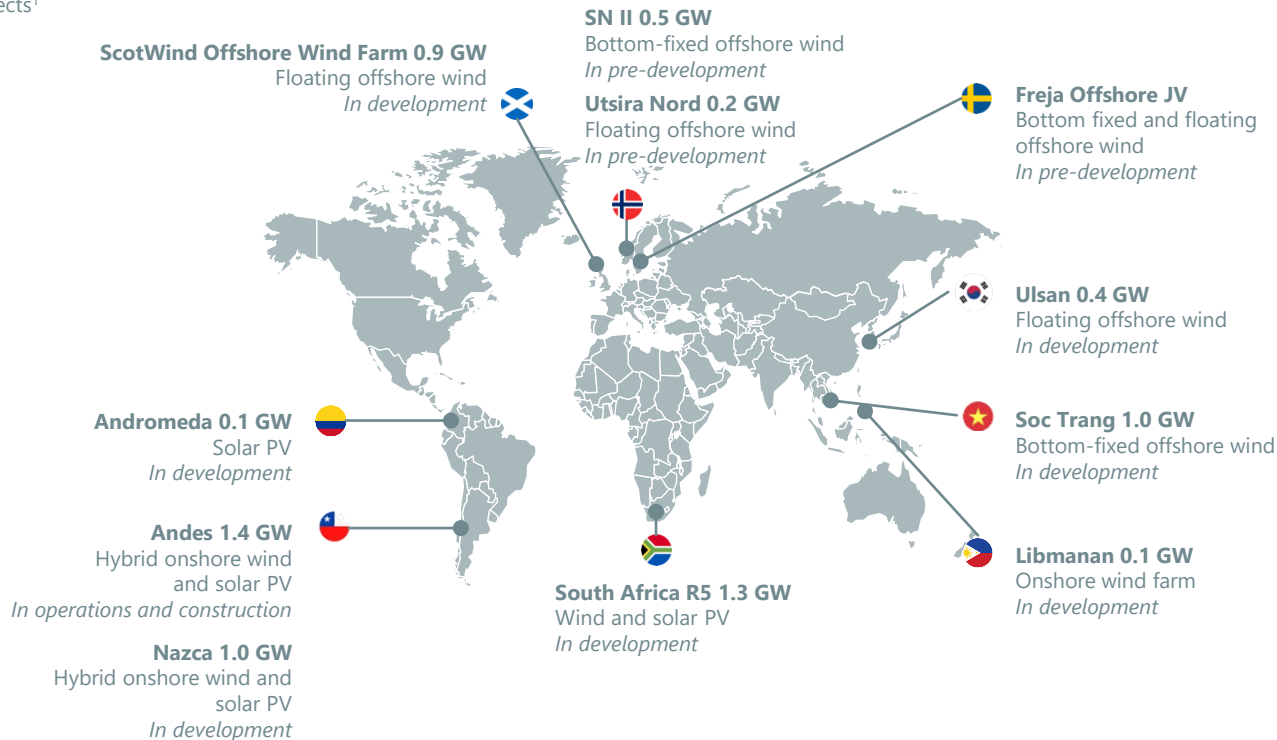 ects¹
SN II 0.5 GW
Bottom-fixed offshore wind
In pre-development
ScotWind Offshore Wind Farm 0.9 GW
Floating offshore wind
In development
Utsira Nord 0.2 GW
Floating offshore wind
In pre-development
Freja Offshore JV
Bottom fixed and floating
offshore wind
In pre-development
Ulsan 0.4 GW
Floating offshore wind
In development
Andromeda 0.1 GW
Solar PV
In development
Soc Trang 1.0 GW
Bottom-fixed offshore wind
In development
Andes 1.4 GW
Hybrid onshore wind
and solar PV
In operations and construction
Libmanan 0.1 GW
Onshore wind farm
In development
South Africa R5 1.3 GW
Wind and solar PV
In development
Nazca 1.0 GW
Hybrid onshore wind and
solar PV
In development